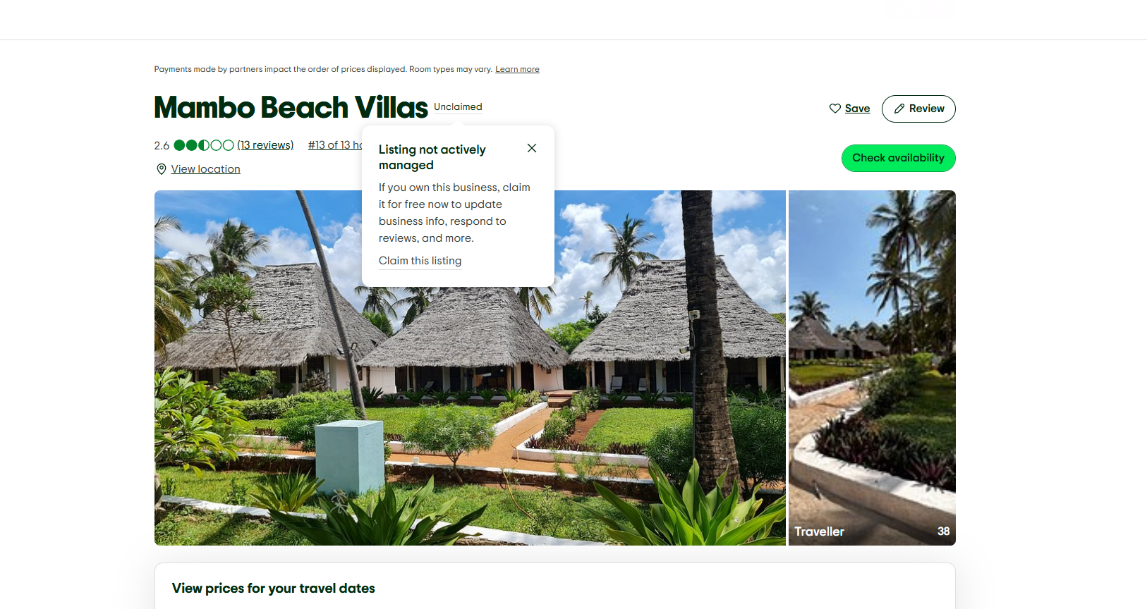 Payments made by partners impact the order of prices displayed. Room types may vary. Learn more
Mambo Beach Villas Unclaimed
Save
Review
2.6 (13 reviews) #13 of 13
Check availability
View location
Listing not actively
managed
If you own this business, claim
it for free now to update
business info, respond to
reviews, and more.
Claim this listing
Traveller 38
View prices for your travel dates